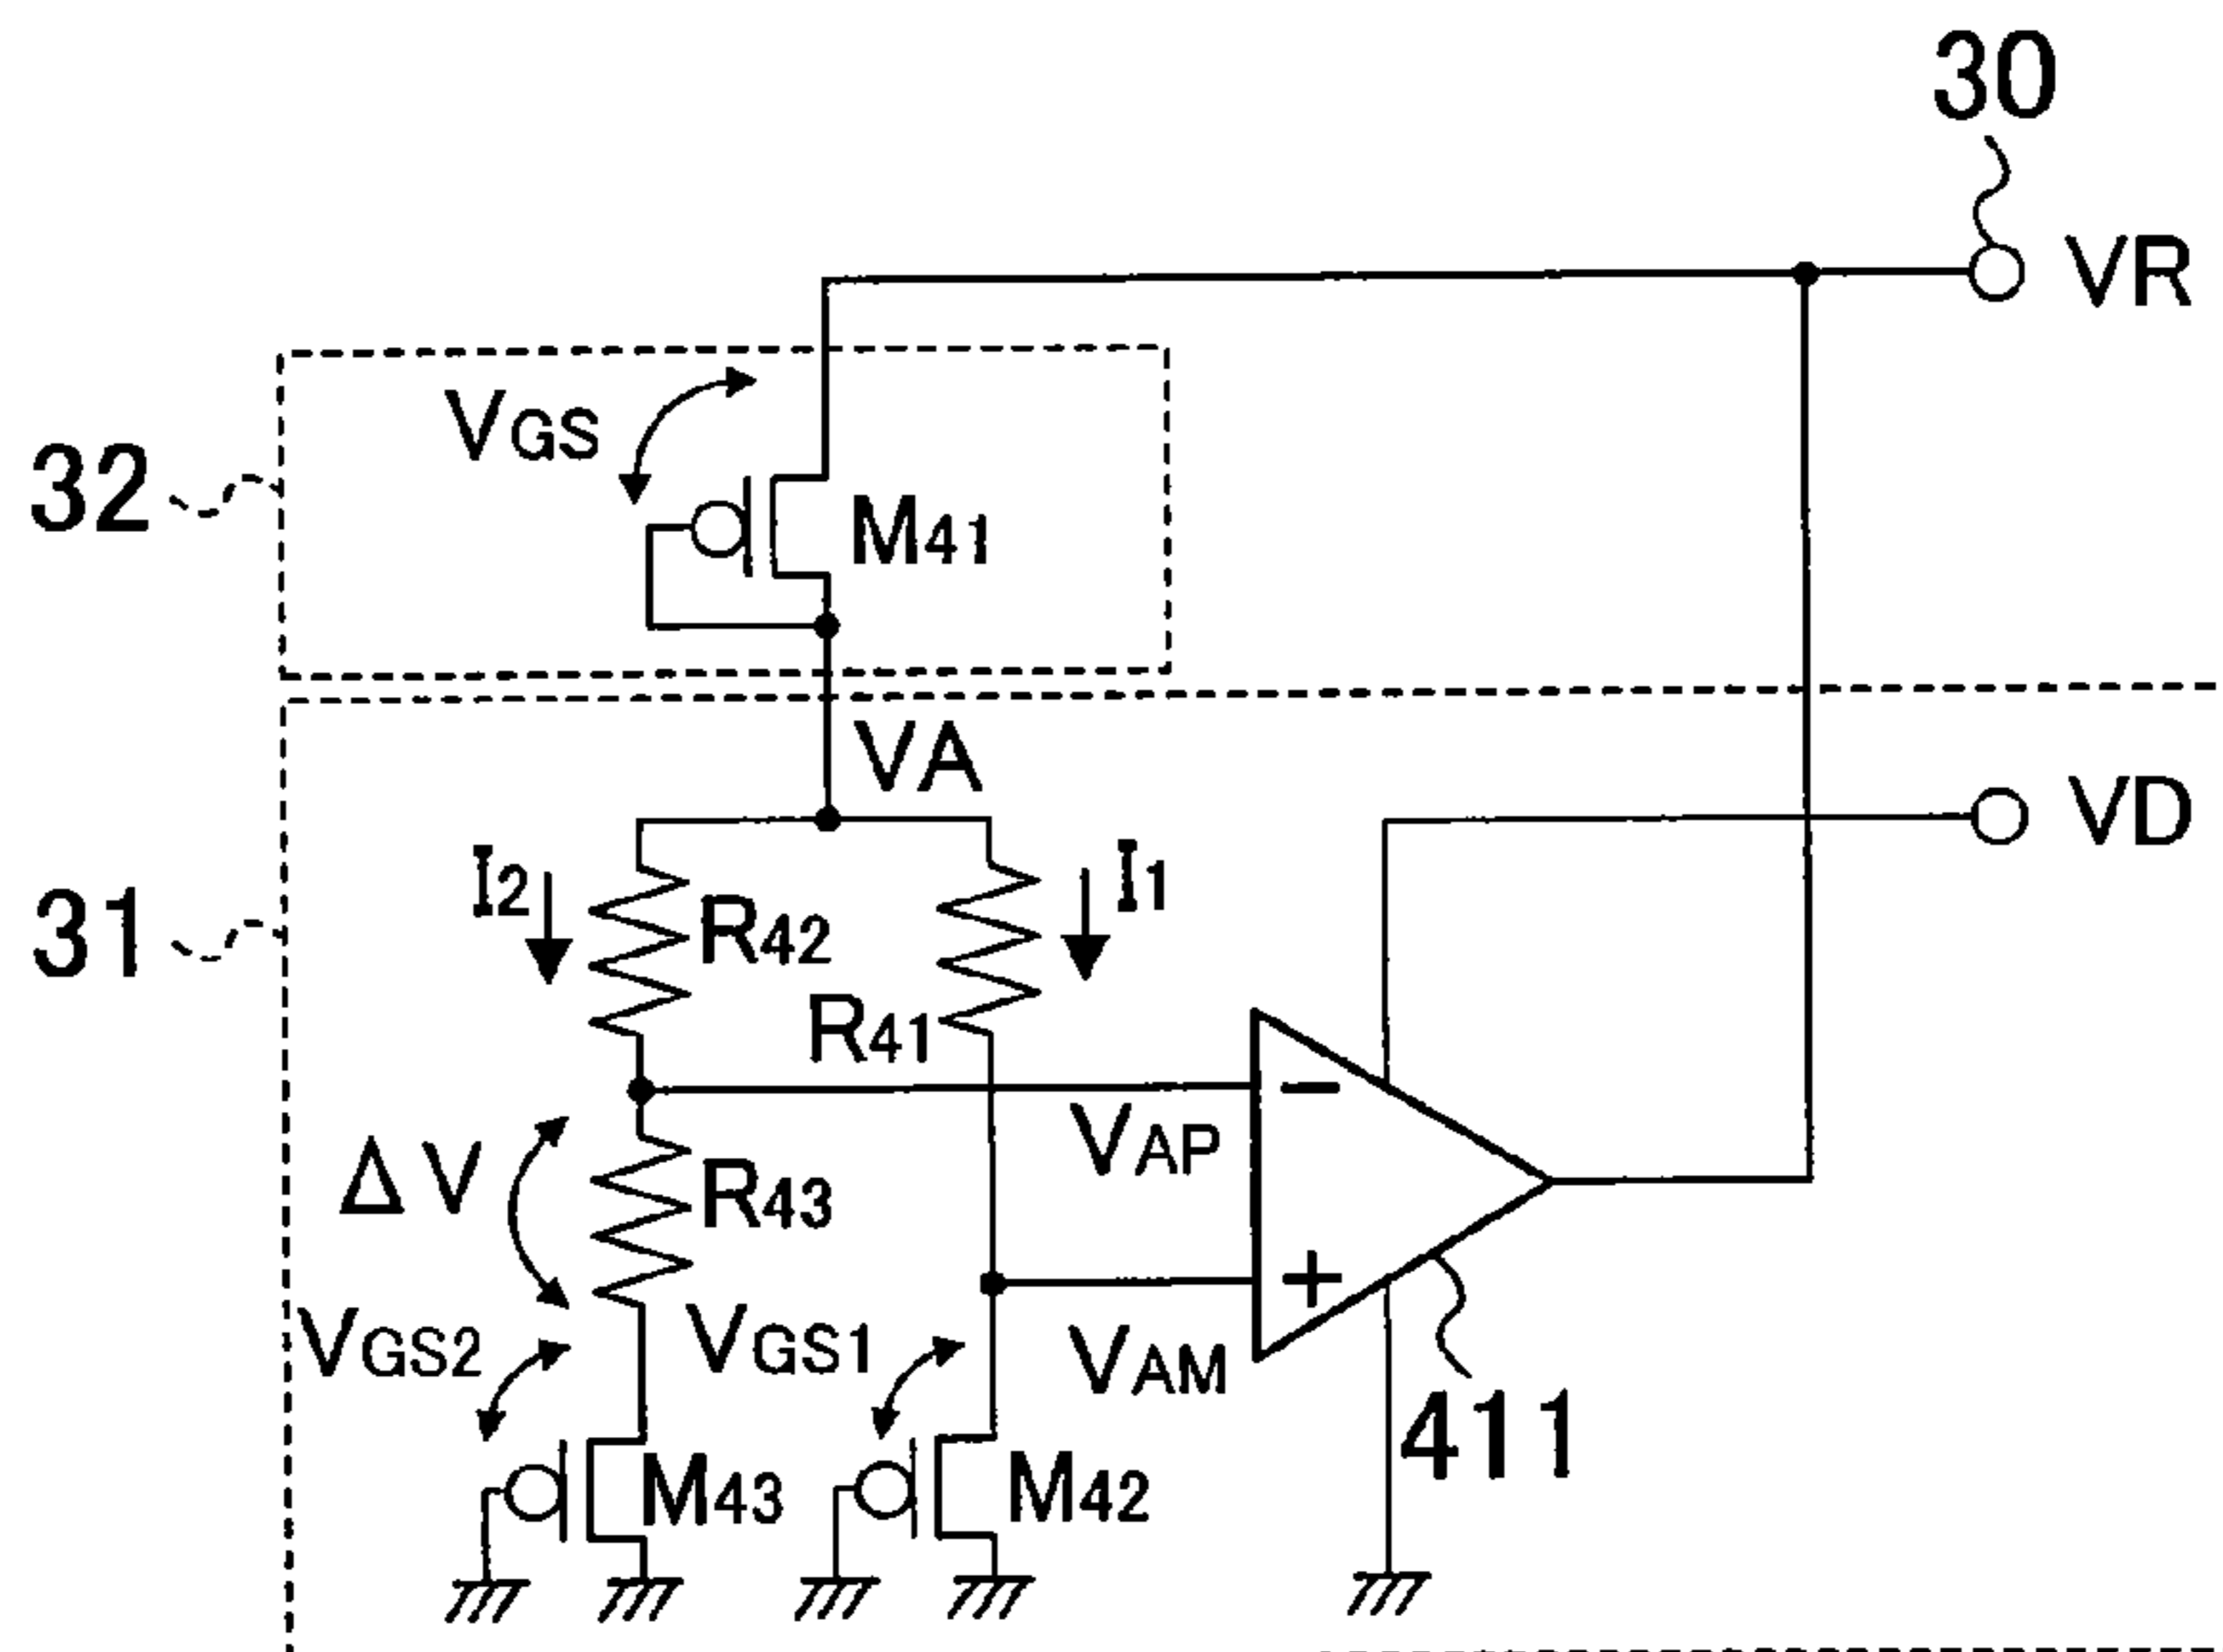 30
VR
VGS
32
M41
VA
VD
I2
I1
R42
31
R41
−
VAP
ΔV
R43
+
VGS2
VGS1
VAM
411
M43
M42